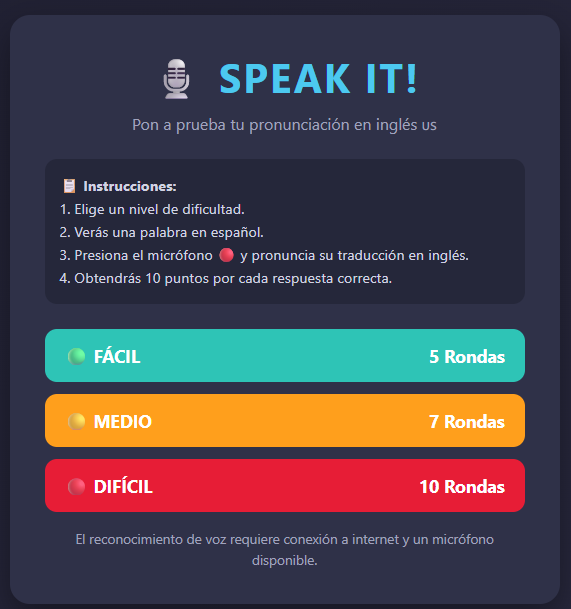 SPEAK IT!
Pon a prueba tu pronunciación en inglés us
Instrucciones:
1. Elige un nivel de dificultad.
2. Verás una palabra en español.
3. Presiona el micrófono y pronuncia su traducción en inglés.
4. Obtendrás 10 puntos por cada respuesta correcta.
FÁCIL 5 Rondas
MEDIO 7 Rondas
DIFÍCIL 10 Rondas
El reconocimiento de voz requiere conexión a internet y un micrófono
disponible.